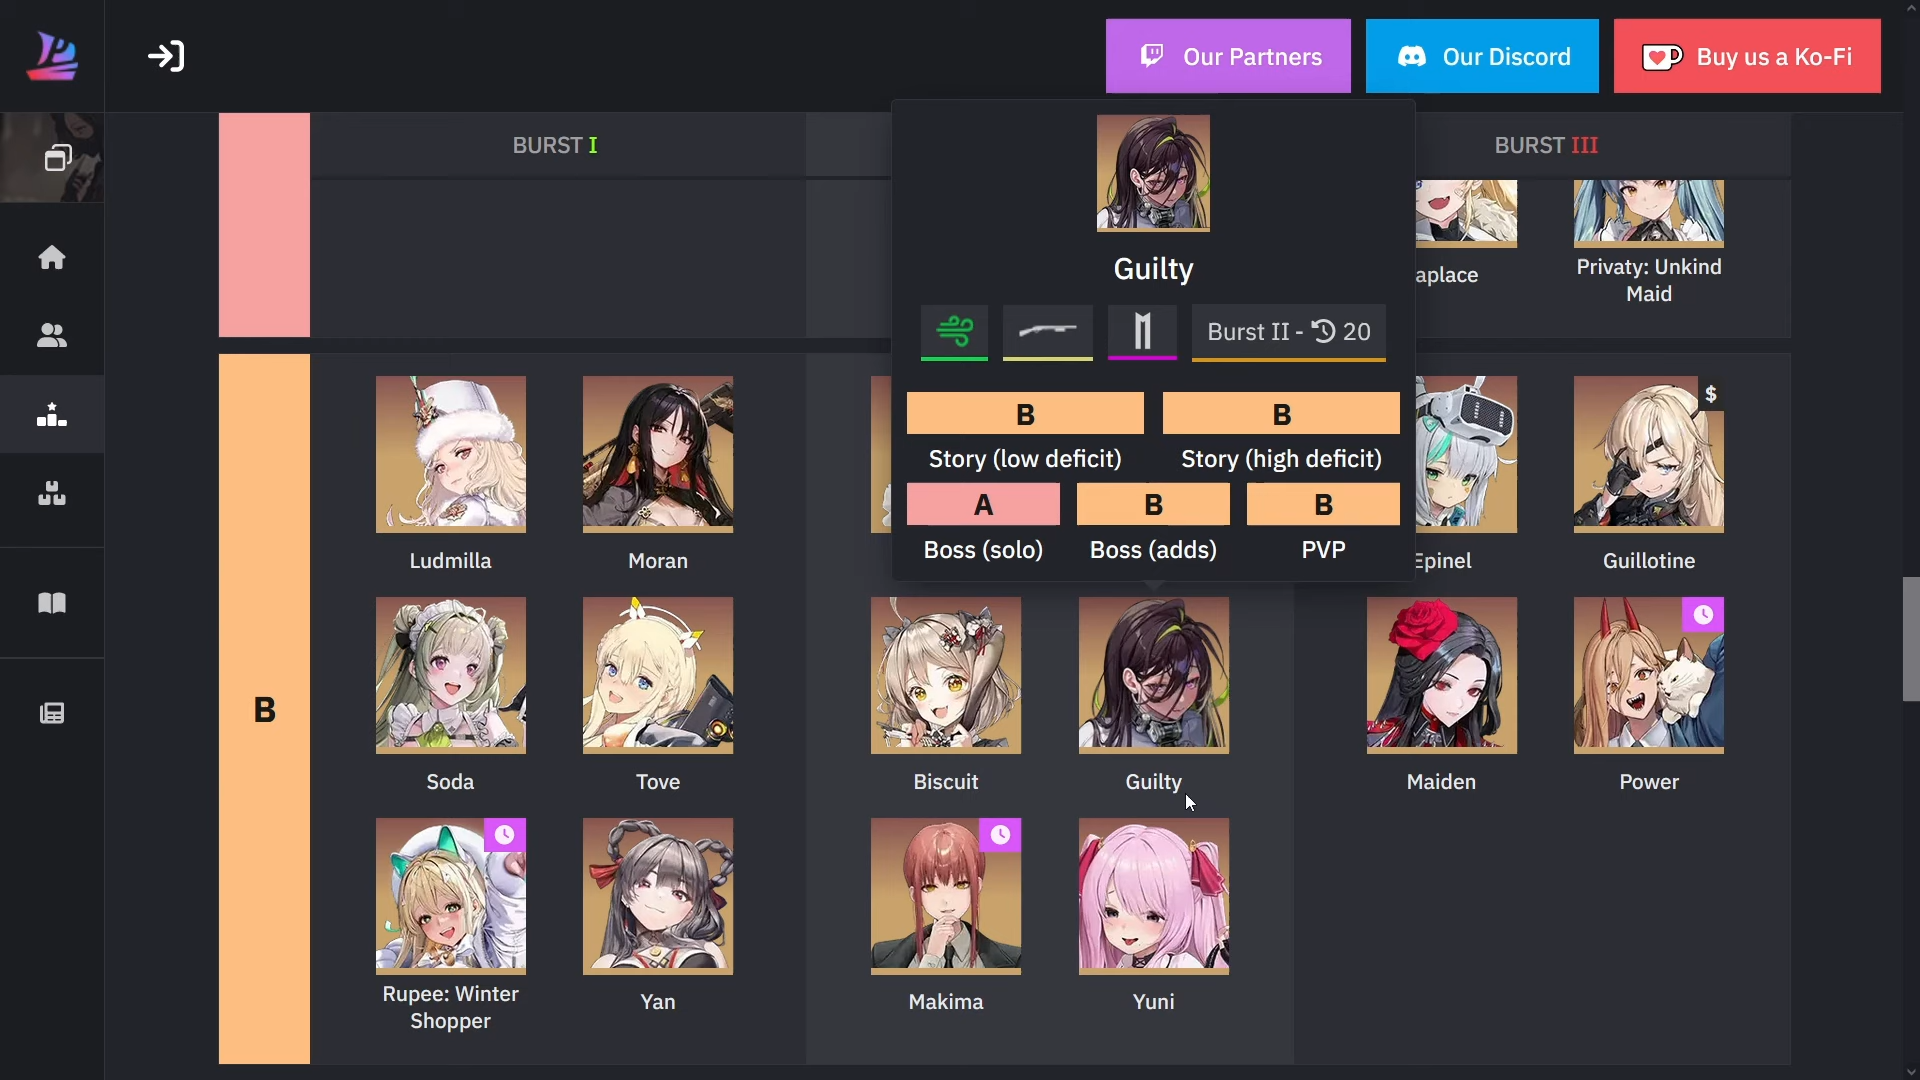 Our Partners
Our Discord
Buy us a Ko-Fi
BURST I
BURST III
Guilty
Burst II - 20
B
B
Story (low deficit)
Story (high deficit)
A
B
B
Boss (solo)
Boss (adds)
PVP
aplace
Privaty: Unkind
Maid
B
$
Ludmilla
Moran
Epinel
Guillotine
Soda
Tove
Biscuit
Guilty
Maiden
Power
Rupee: Winter
Shopper
Yan
Makima
Yuni